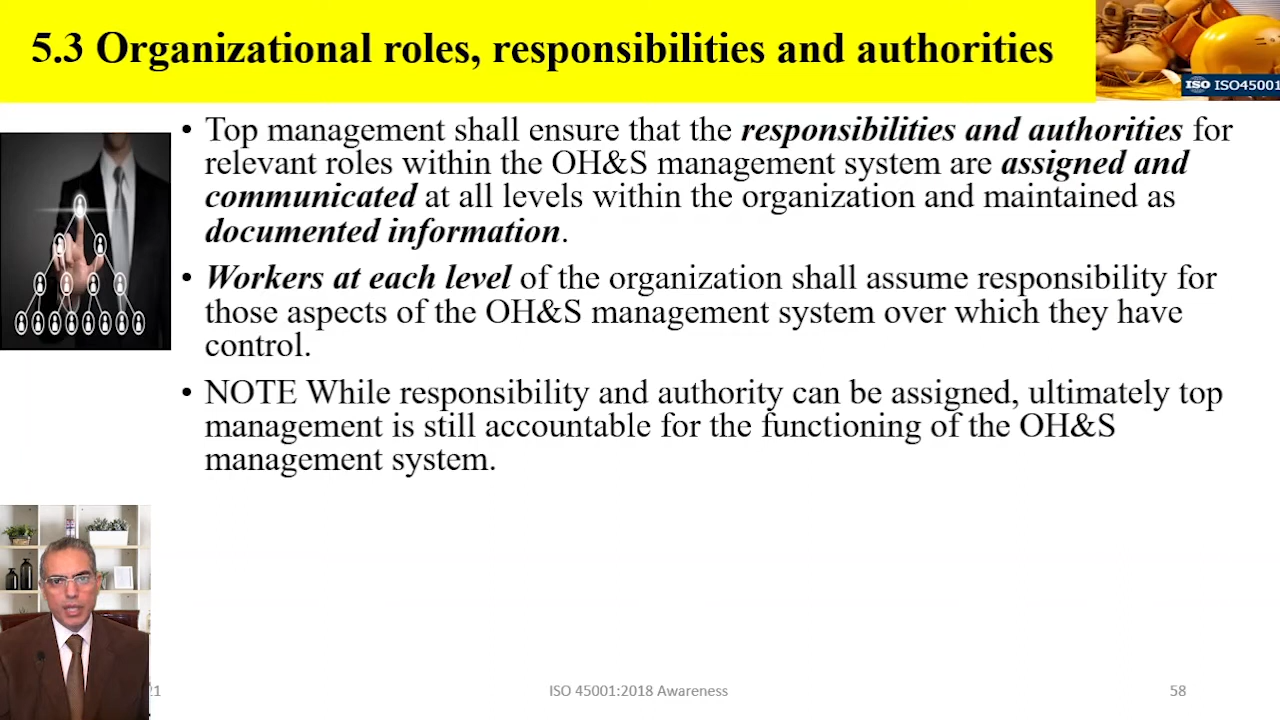 5.3 Organizational roles, responsibilities and authorities
ISO ISO45001
• Top management shall ensure that the responsibilities and authorities for
relevant roles within the OH&S management system are assigned and
communicated at all levels within the organization and maintained as
documented information.
• Workers at each level of the organization shall assume responsibility for
those aspects of the OH&S management system over which they have
control.
• NOTE While responsibility and authority can be assigned, ultimately top
management is still accountable for the functioning of the OH&S
management system.
21
ISO 45001:2018 Awareness
58